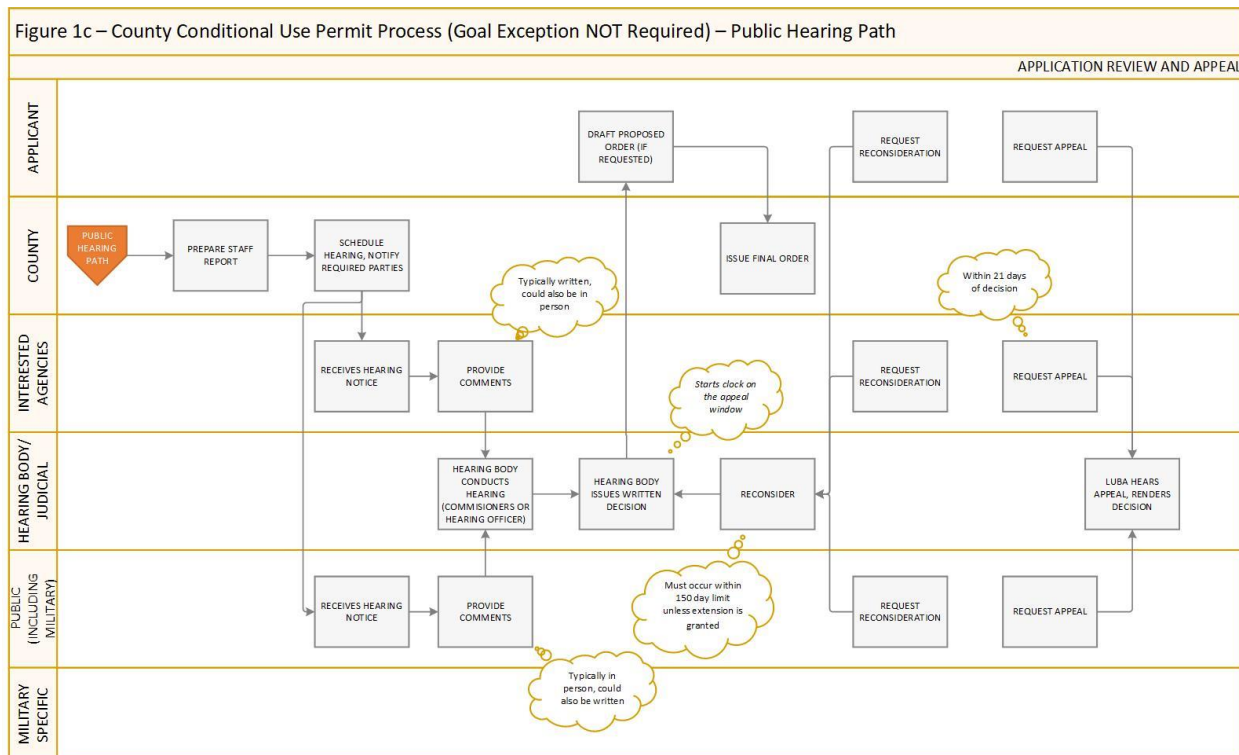 Figure 1c – County Conditional Use Permit Process (Goal Exception NOT Required) – Public Hearing Path
APPLICATION REVIEW AND APPEAL
APPLICANT
DRAFT PROPOSED
ORDER (IF
REQUESTED)
REQUEST
RECONSIDERATION
REQUEST APPEAL
COUNTY
PUBLIC
HEARING
PATH
PREPARE STAFF
REPORT
SCHEDULE
HEARING, NOTIFY
REQUIRED PARTIES
ISSUE FINAL ORDER
Typically written,
could also be in
person
Within 21 days
of decision
INTERESTED
AGENCIES
RECEIVES HEARING
NOTICE
PROVIDE
COMMENTS
Starts clock on
the appeal
window
REQUEST
RECONSIDERATION
REQUEST APPEAL
HEARING BODY/
JUDICIAL
HEARING BODY
CONDUCTS
HEARING
(COMMISIONERS OR
HEARING OFFICER)
HEARING BODY
ISSUES WRITTEN
DECISION
RECONSIDER
LUBA HEARS
APPEAL, RENDERS
DECISION
PUBLIC
(INCLUDING
MILITARY)
RECEIVES HEARING
NOTICE
PROVIDE
COMMENTS
Must occur within
150 day limit
unless extension is
granted
REQUEST
RECONSIDERATION
REQUEST APPEAL
MILITARY
SPECIFIC
Typically in
person, could
also be written